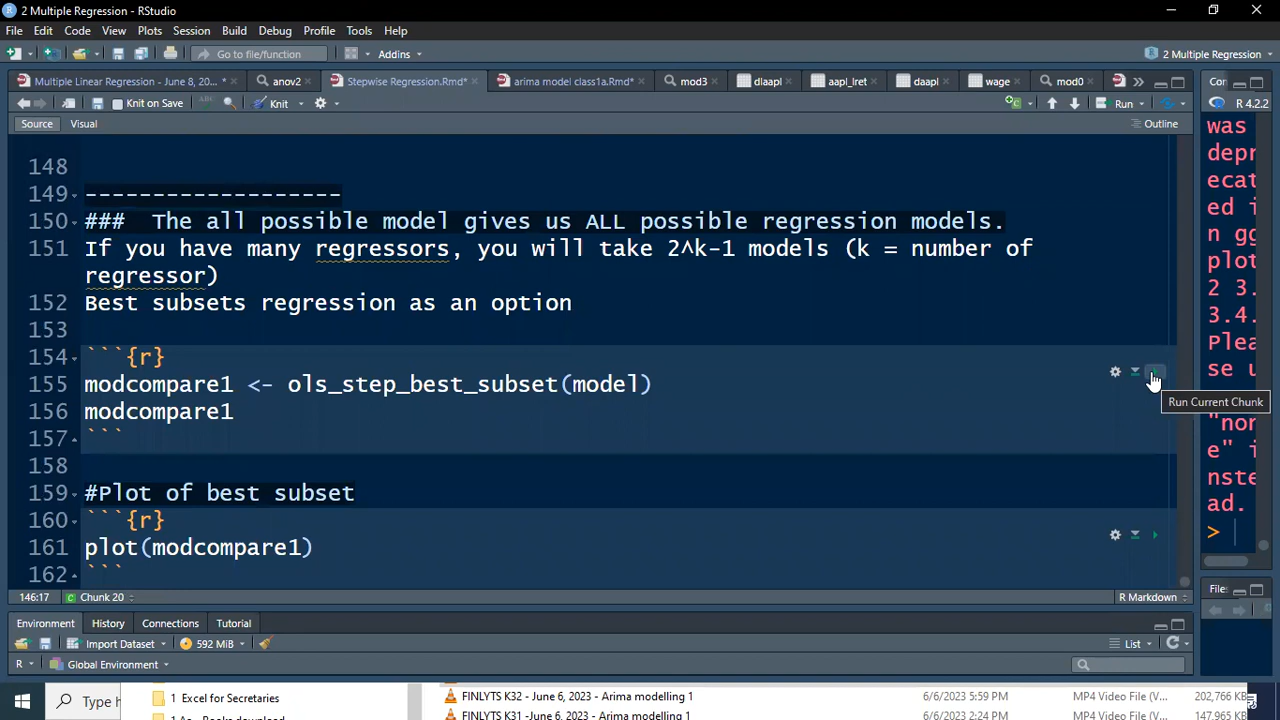 2 Multiple Regression - RStudio
File Edit Code View Plots Session Build Debug Profile Tools Help
Go to file/function Addins 2 Multiple Regression
Multiple Linear Regression - June 8, 20... anov2 Stepwise Regression.Rmd* arima model class1a.Rmd* mod3 dlaapl aapl_lret daapl wage mod0 Cor
Knit on Save ABC Knit Run R 4.2.2
Source Visual Outline
148
149 -------------------
150 ### The all possible model gives us ALL possible regression models.
151 If you have many regressors, you will take 2^k-1 models (k = number of
regressor)
152 Best subsets regression as an option
153
154 ```{r}
155 modcompare1 <- ols_step_best_subset(model)
156 modcompare1
157 ```
158
159 #Plot of best subset
160 ```{r}
161 plot(modcompare1)
162 ```
Run Current Chunk
was
depr
ecat
ed i
n gg
plot
2 3.
3.4.
Plea
se u
"nor
e" i
nste
ad.
>
146:17 Chunk 20 R Markdown
File:
Environment History Connections Tutorial
Import Dataset 592 MiB List
R Global Environment
Type h
1 Excel for Secretaries
FINLYTS K32 - June 6, 2023 - Arima modelling 1 6/6/2023 5:59 PM MP4 Video File (V... 202,766 KB
FINLYTS K31 -June 6, 2023 - Arima modelling 1 6/6/2023 2:24 PM MP4 Video File (V... 147,965 KB